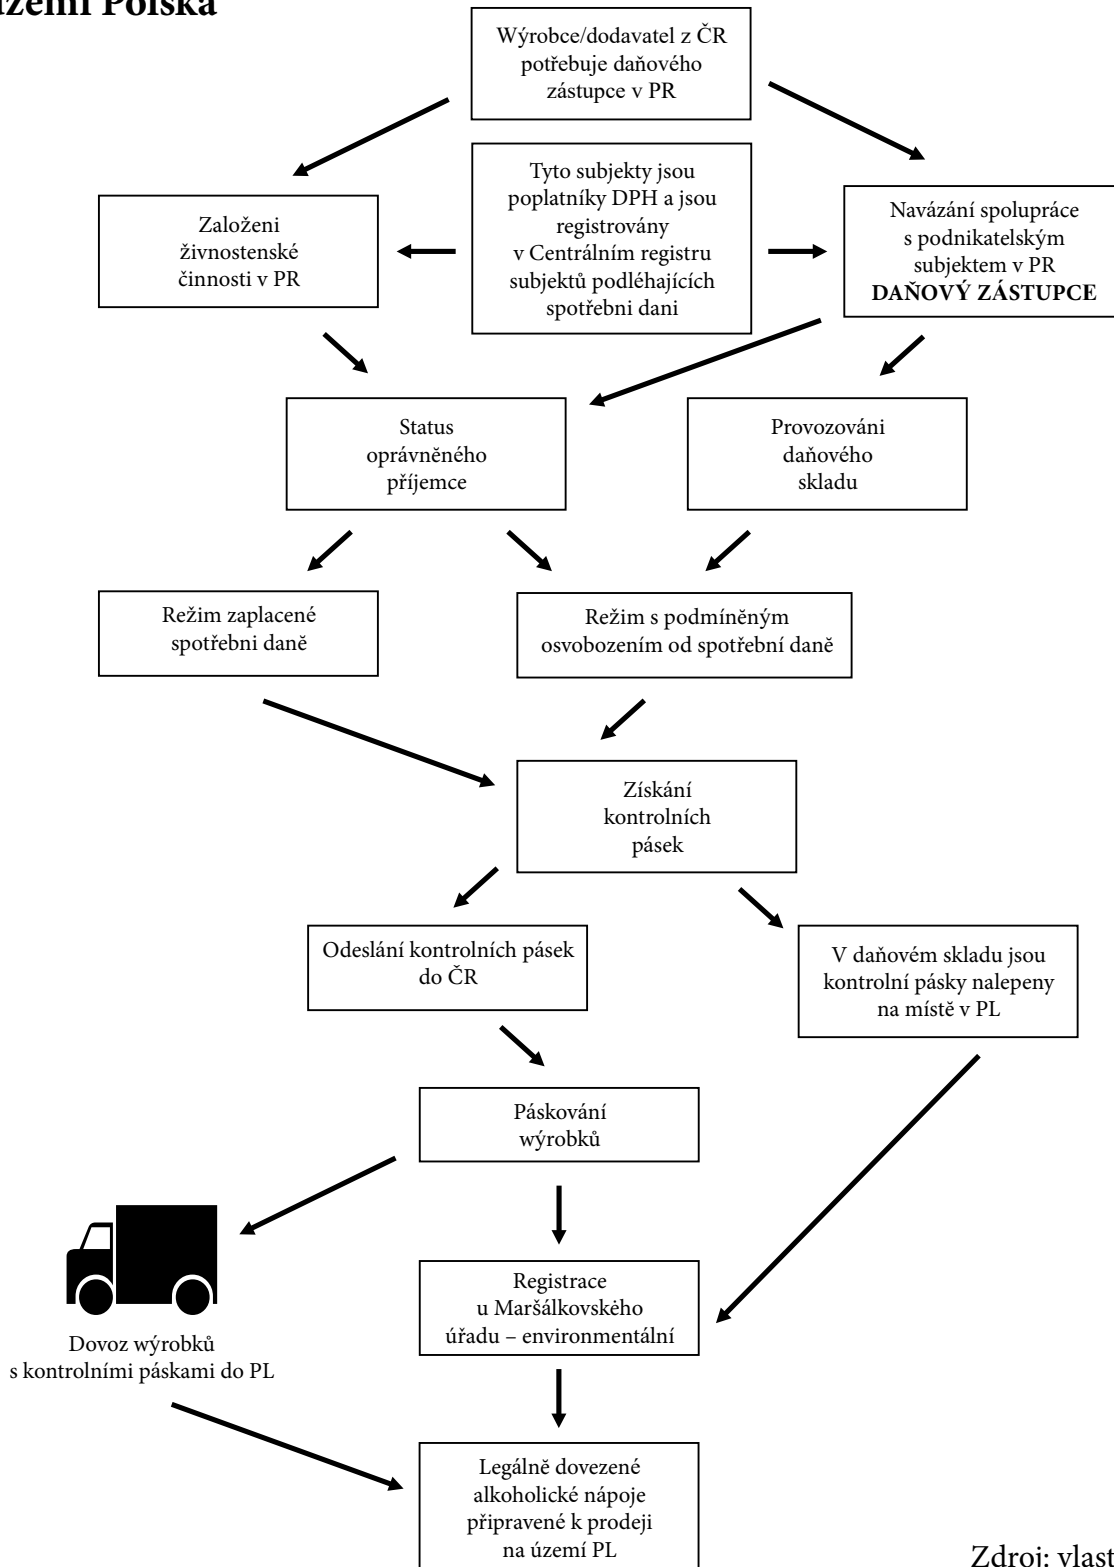 území Polska
Výrobce/dodavatel z ČR
potřebuje daňového
zástupce v PR
Tyto subjekty jsou
poplatníky DPH a jsou
registrovány
v Centrálním registru
subjektů podléhajících
spotřebni dani
Založeni
živnostenské
činnosti v PR
Navázání spolupráce
s podnikatelským
subjektem v PR
DAŇOVÝ ZÁSTUPCE
Status
oprávněného
příjemce
Provozováni
daňového
skladu
Režim zaplacené
spotřebni daně
Režim s podmíněným
osvobozením od spotřební daně
Získání
kontrolních
pásek
Odeslání kontrolních pásek
do ČR
V daňovém skladu jsou
kontrolní pásky nalepeny
na místě v PL
Páskování
výrobků
Registrace
u Maršálkovského
úřadu – environmentální
Dovoz výrobků
s kontrolními páskami do PL
Legálně dovezené
alkoholické nápoje
připravené k prodeji
na území PL
Zdroj: vlast